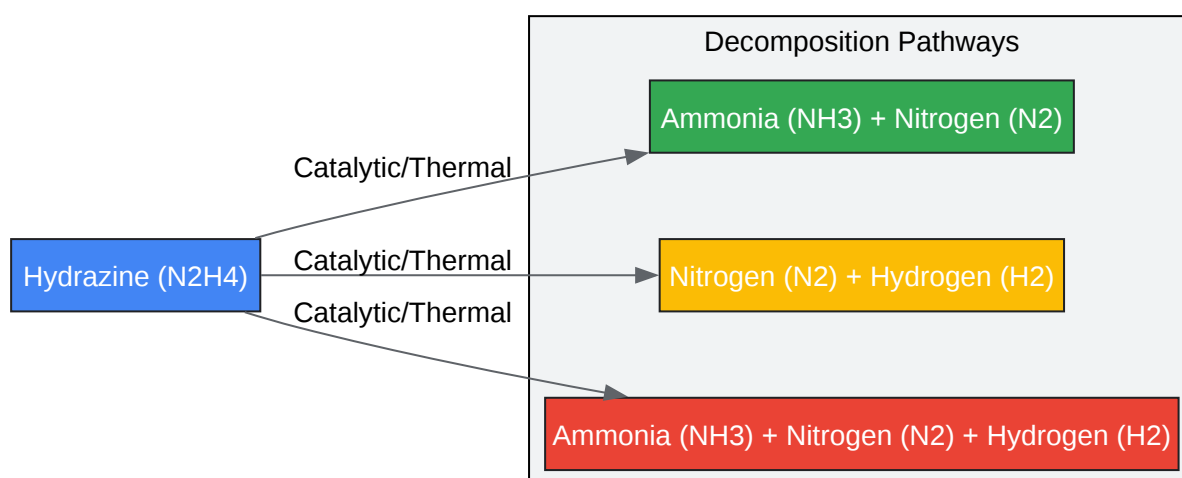 Decomposition Pathways
Ammonia (NH3) + Nitrogen (N2)
Catalytic/Thermal
Hydrazine (N2H4)
Catalytic/Thermal
Nitrogen (N2) + Hydrogen (H2)
Catalytic/Thermal
Ammonia (NH3) + Nitrogen (N2) + Hydrogen (H2)